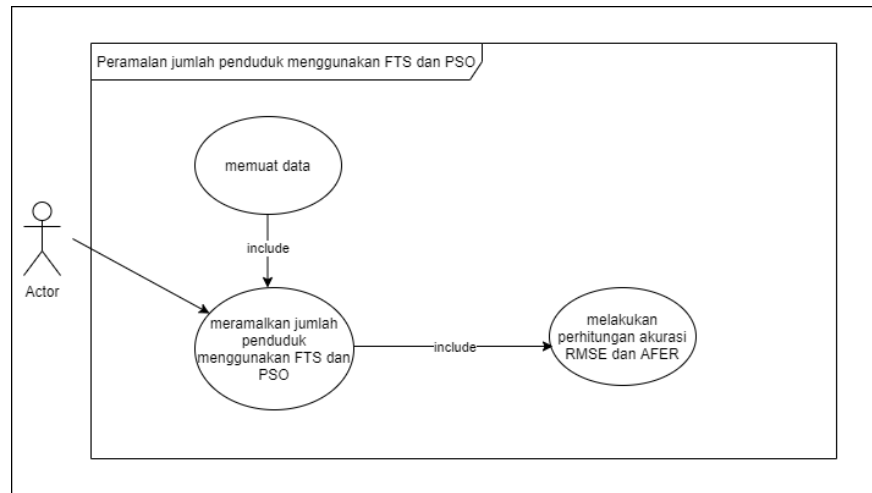 Peramalan jumlah penduduk menggunakan FTS dan PSO
memuat data
include
Actor
meramalkan jumlah
penduduk
menggunakan FTS dan
PSO
include
melakukan
perhitungan akurasi
RMSE dan AFER